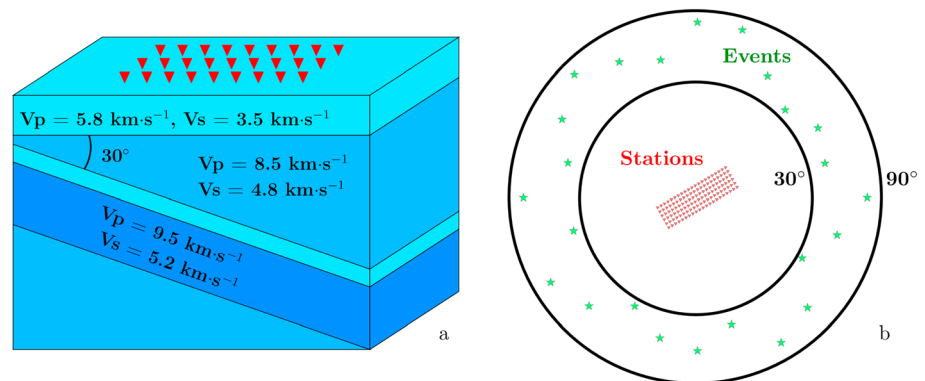 Vp = 5.8 km·s⁻¹, Vs = 3.5 km·s⁻¹
30°
Vp = 8.5 km·s⁻¹
Vs = 4.8 km·s⁻¹
Vp = 9.5 km·s⁻¹
Vs = 5.2 km·s⁻¹
a
Events
Stations
30°
90°
b